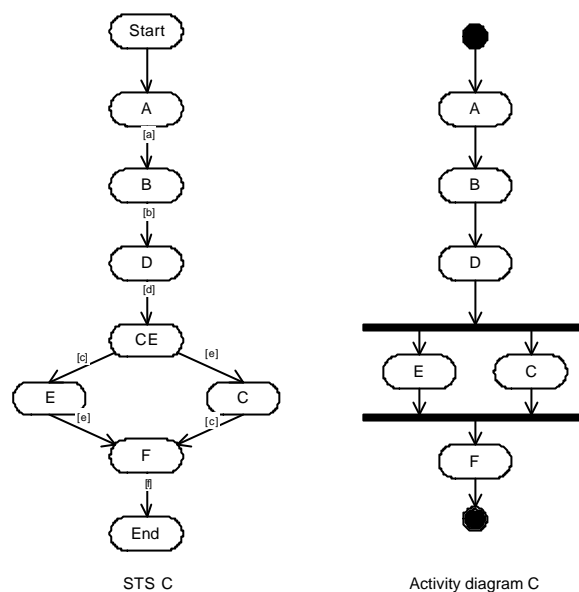 Start
A
[a]
B
[b]
D
[d]
CE
[c]
[e]
E
C
[e]
[c]
F
[f]
End
STS C
A
B
D
E
C
F
Activity diagram C